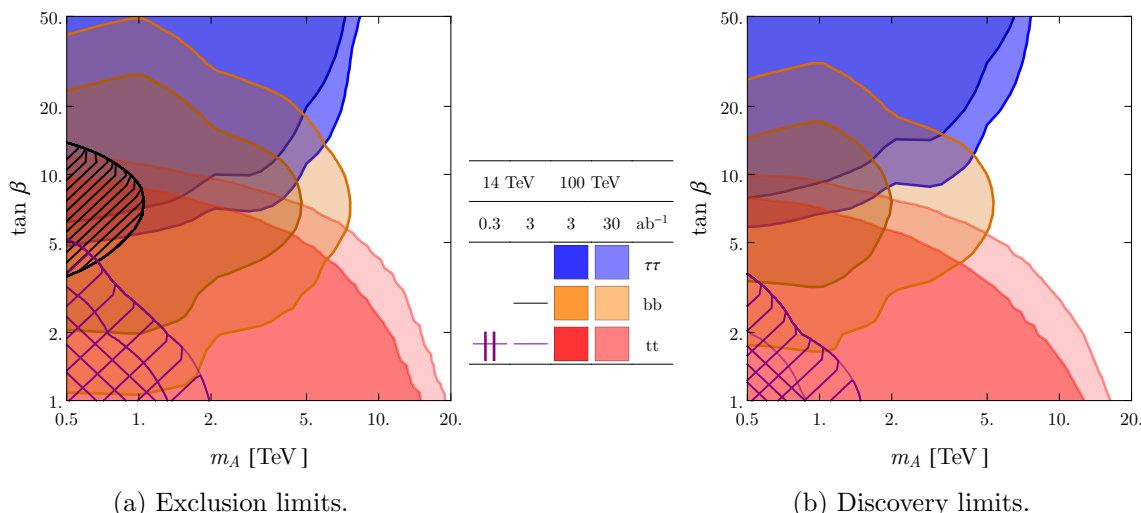 50.
20.
10.
5.
2.
1.
tan β
0.5 1. 2. 5. 10. 20.
m_A [TeV]
(a) Exclusion limits.
14 TeV 100 TeV
0.3 3 3 30 ab⁻¹
ττ
bb
tt
50.
20.
10.
5.
2.
1.
tan β
0.5 1. 2. 5. 10. 20.
m_A [TeV]
(b) Discovery limits.